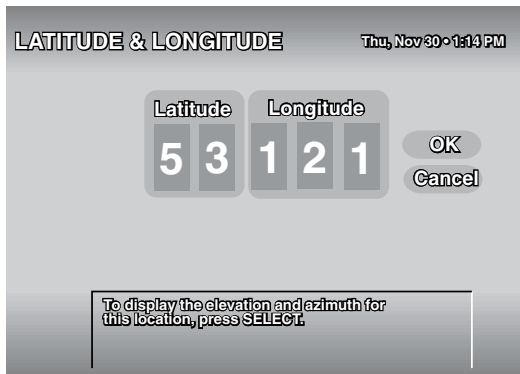 LATITUDE & LONGITUDE
Thu, Nov 30 • 1:14 PM
Latitude Longitude
5 3 1 2 1
OK
Cancel
To display the elevation and azimuth for
this location, press SELECT.